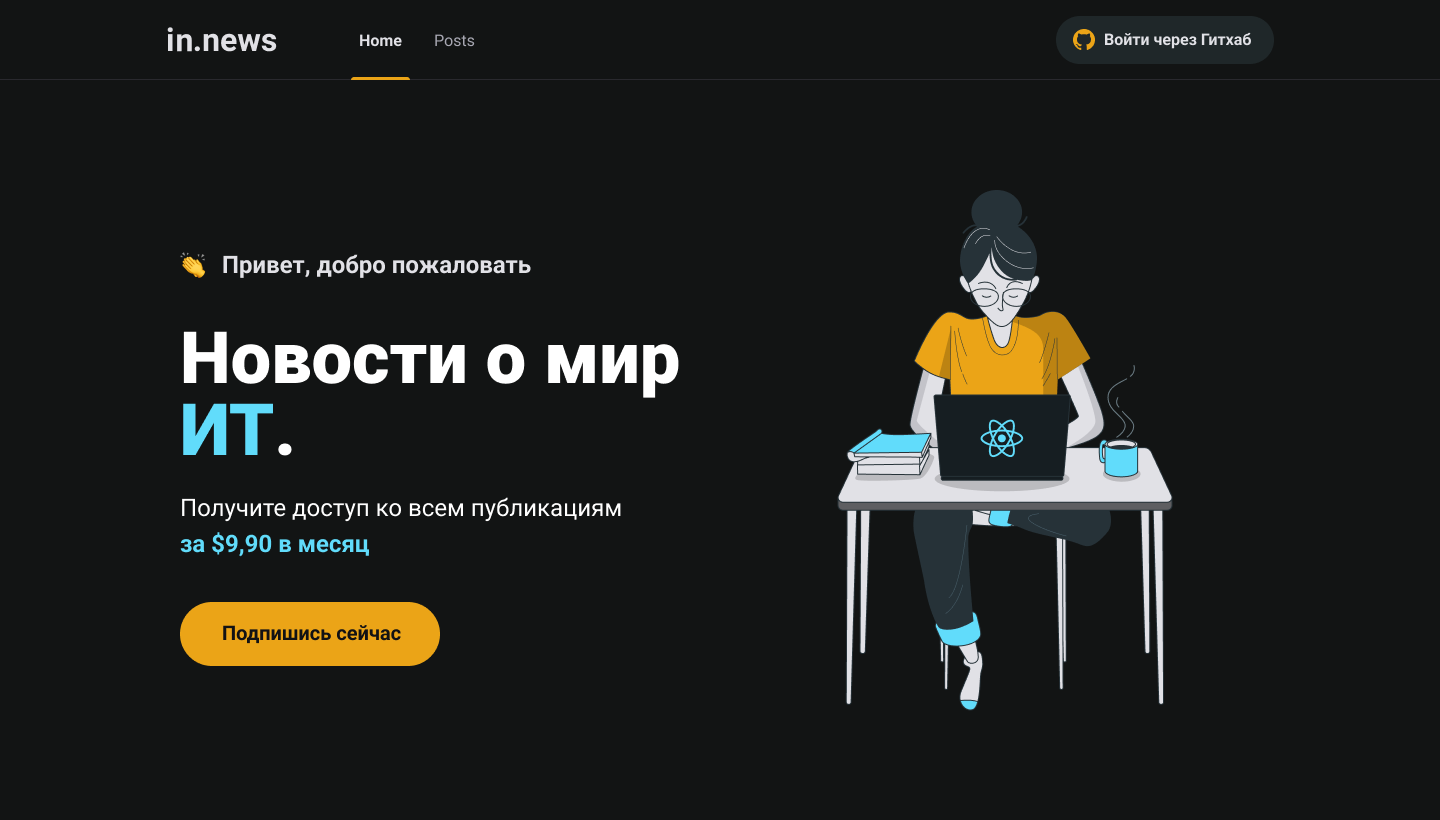 in.news
Home
Posts
Войти через Гитхаб
Привет, добро пожаловать
Новости о мир
ИТ.
Получите доступ ко всем публикациям
за $9,90 в месяц
Подпишись сейчас